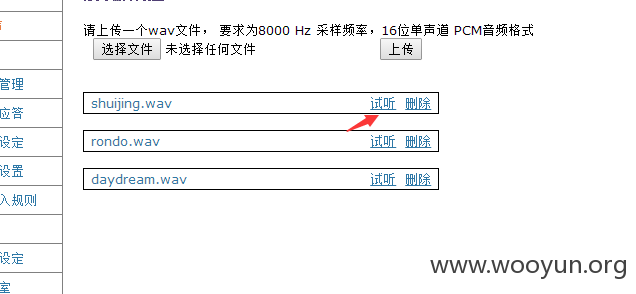 请上传一个wav文件， 要求为8000 Hz 采样频率，16位单声道 PCM音频格式
选择文件 未选择任何文件 上传
管理
应答
设定
设置
入规则
设定
室
shuijing.wav 试听 删除
rondo.wav 试听 删除
daydream.wav 试听 删除
www.wooyun.org